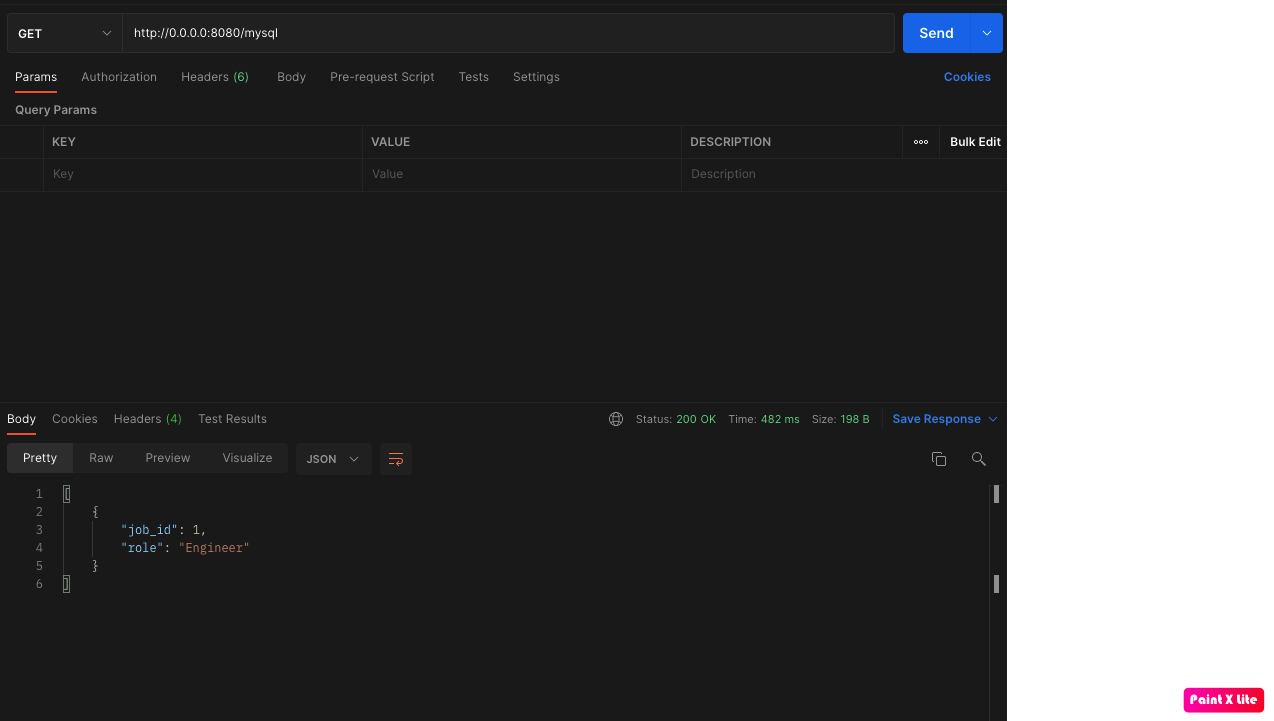 GET http://0.0.0.0:8080/mysql Send
Params Authorization Headers (6) Body Pre-request Script Tests Settings Cookies
Query Params
KEY VALUE DESCRIPTION ooo Bulk Edit
Key Value Description
Body Cookies Headers (4) Test Results Status: 200 OK Time: 482 ms Size: 198 B Save Response
Pretty Raw Preview Visualize JSON
1 [
2 {
3 "job_id": 1,
4 "role": "Engineer"
5 }
6 ]
Paint X Lite